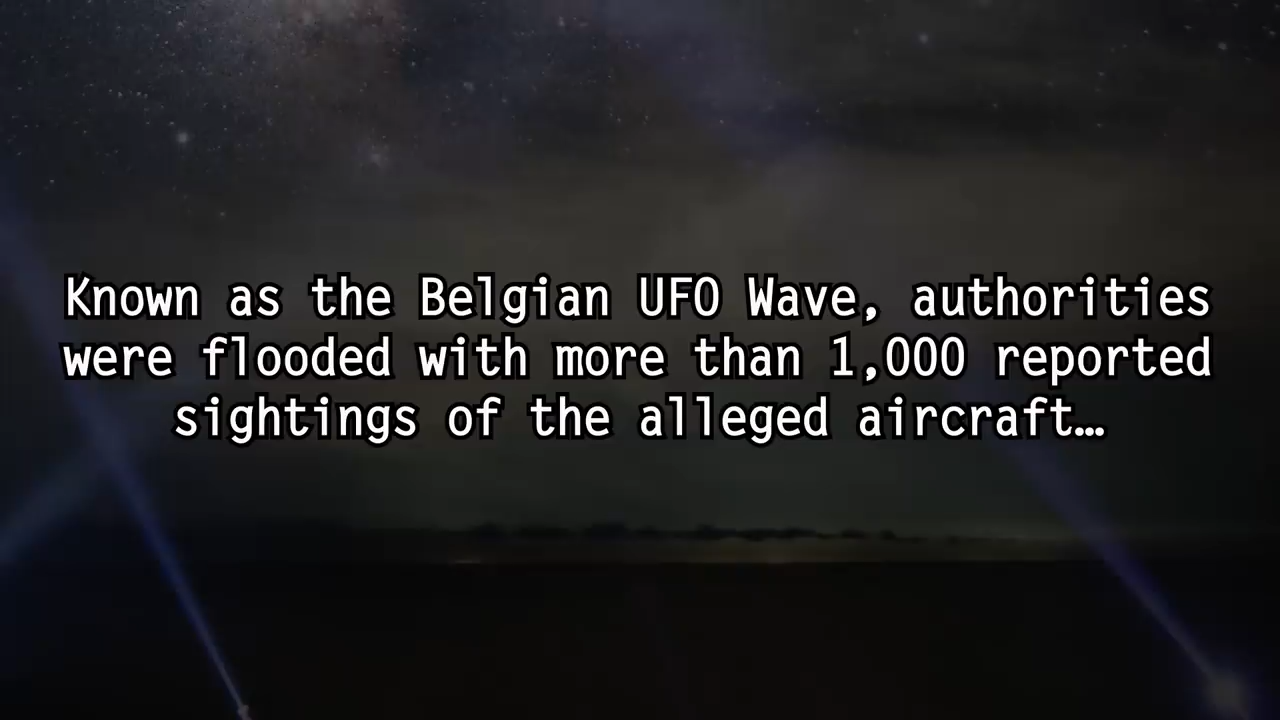 Known as the Belgian UFO Wave, authorities
were flooded with more than 1,000 reported
sightings of the alleged aircraft…